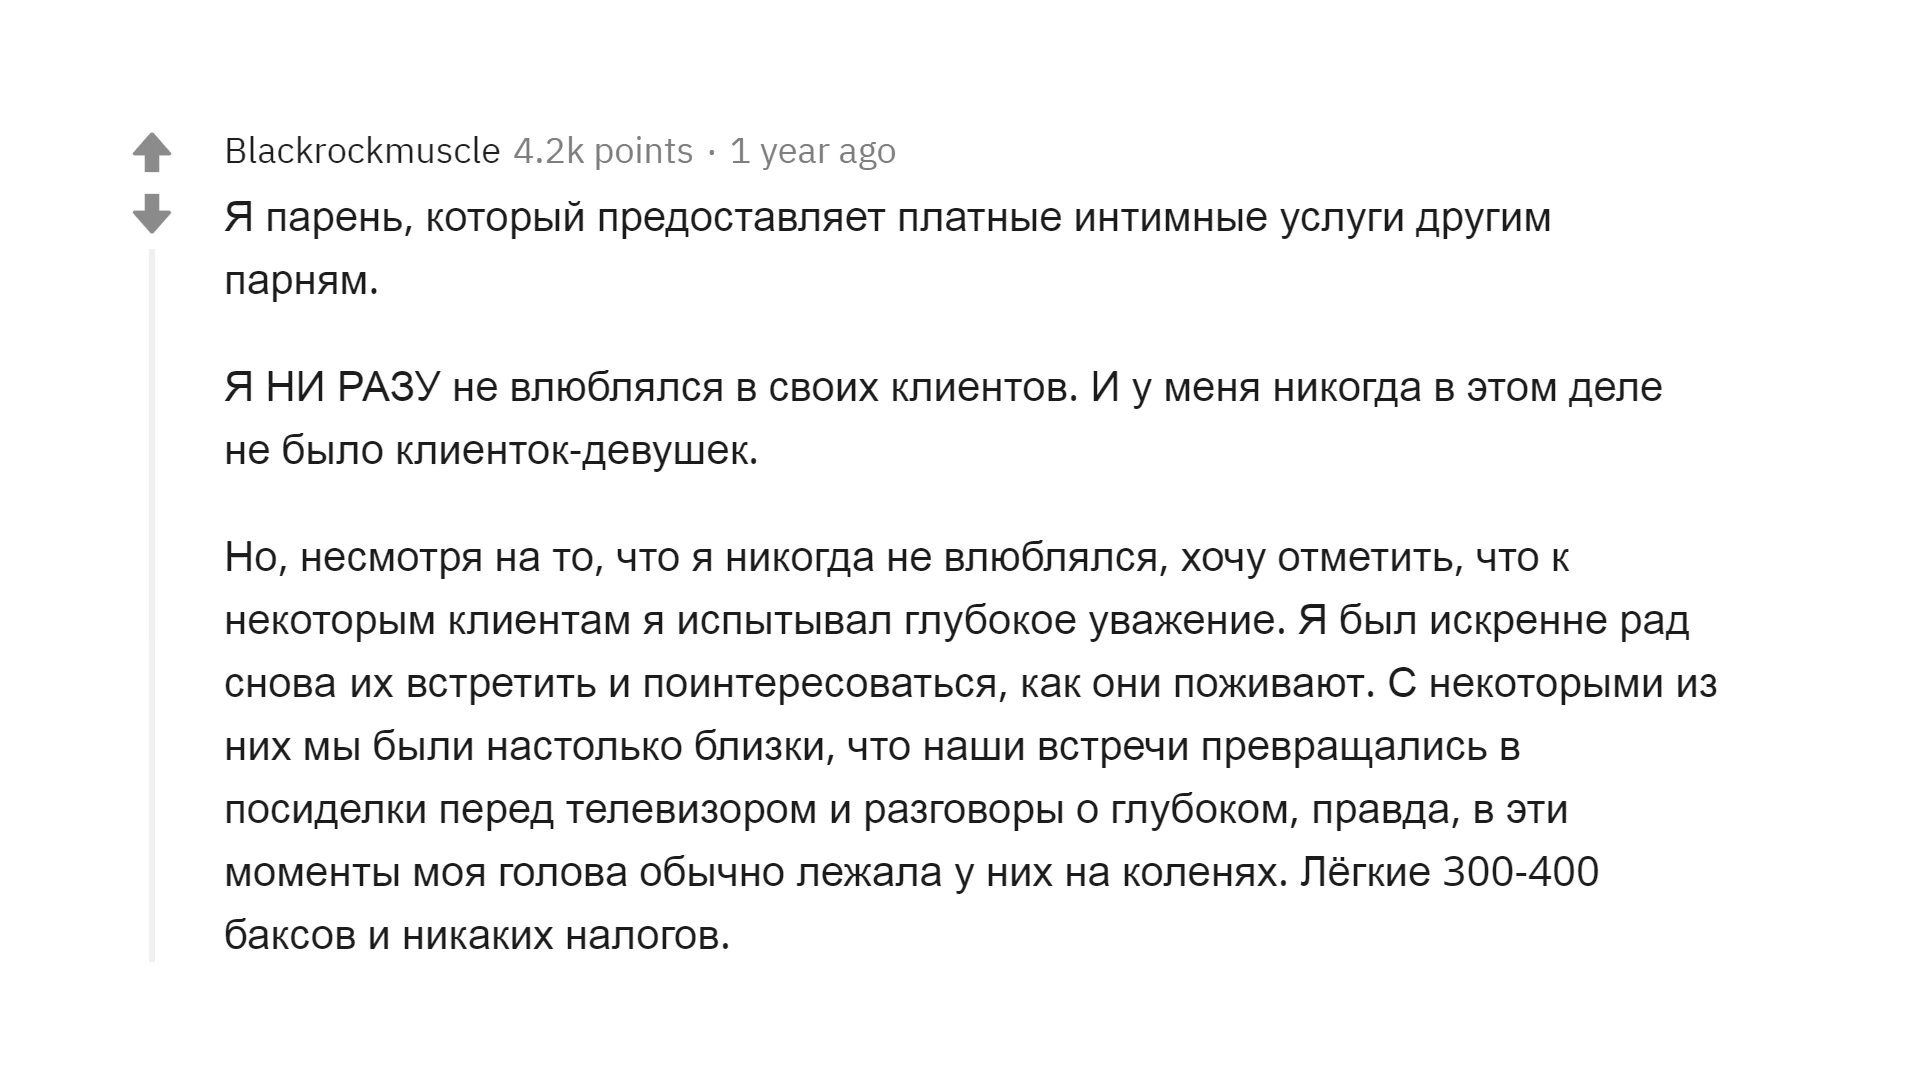 Blackrockmuscle 4.2k points · 1 year ago
Я парень, который предоставляет платные интимные услуги другим
парням.
Я НИ РАЗУ не влюблялся в своих клиентов. И у меня никогда в этом деле
не было клиенток-девушек.
Но, несмотря на то, что я никогда не влюблялся, хочу отметить, что к
некоторым клиентам я испытывал глубокое уважение. Я был искренне рад
снова их встретить и поинтересоваться, как они поживают. С некоторыми из
них мы были настолько близки, что наши встречи превращались в
посиделки перед телевизором и разговоры о глубоком, правда, в эти
моменты моя голова обычно лежала у них на коленях. Лёгкие 300-400
баксов и никаких налогов.